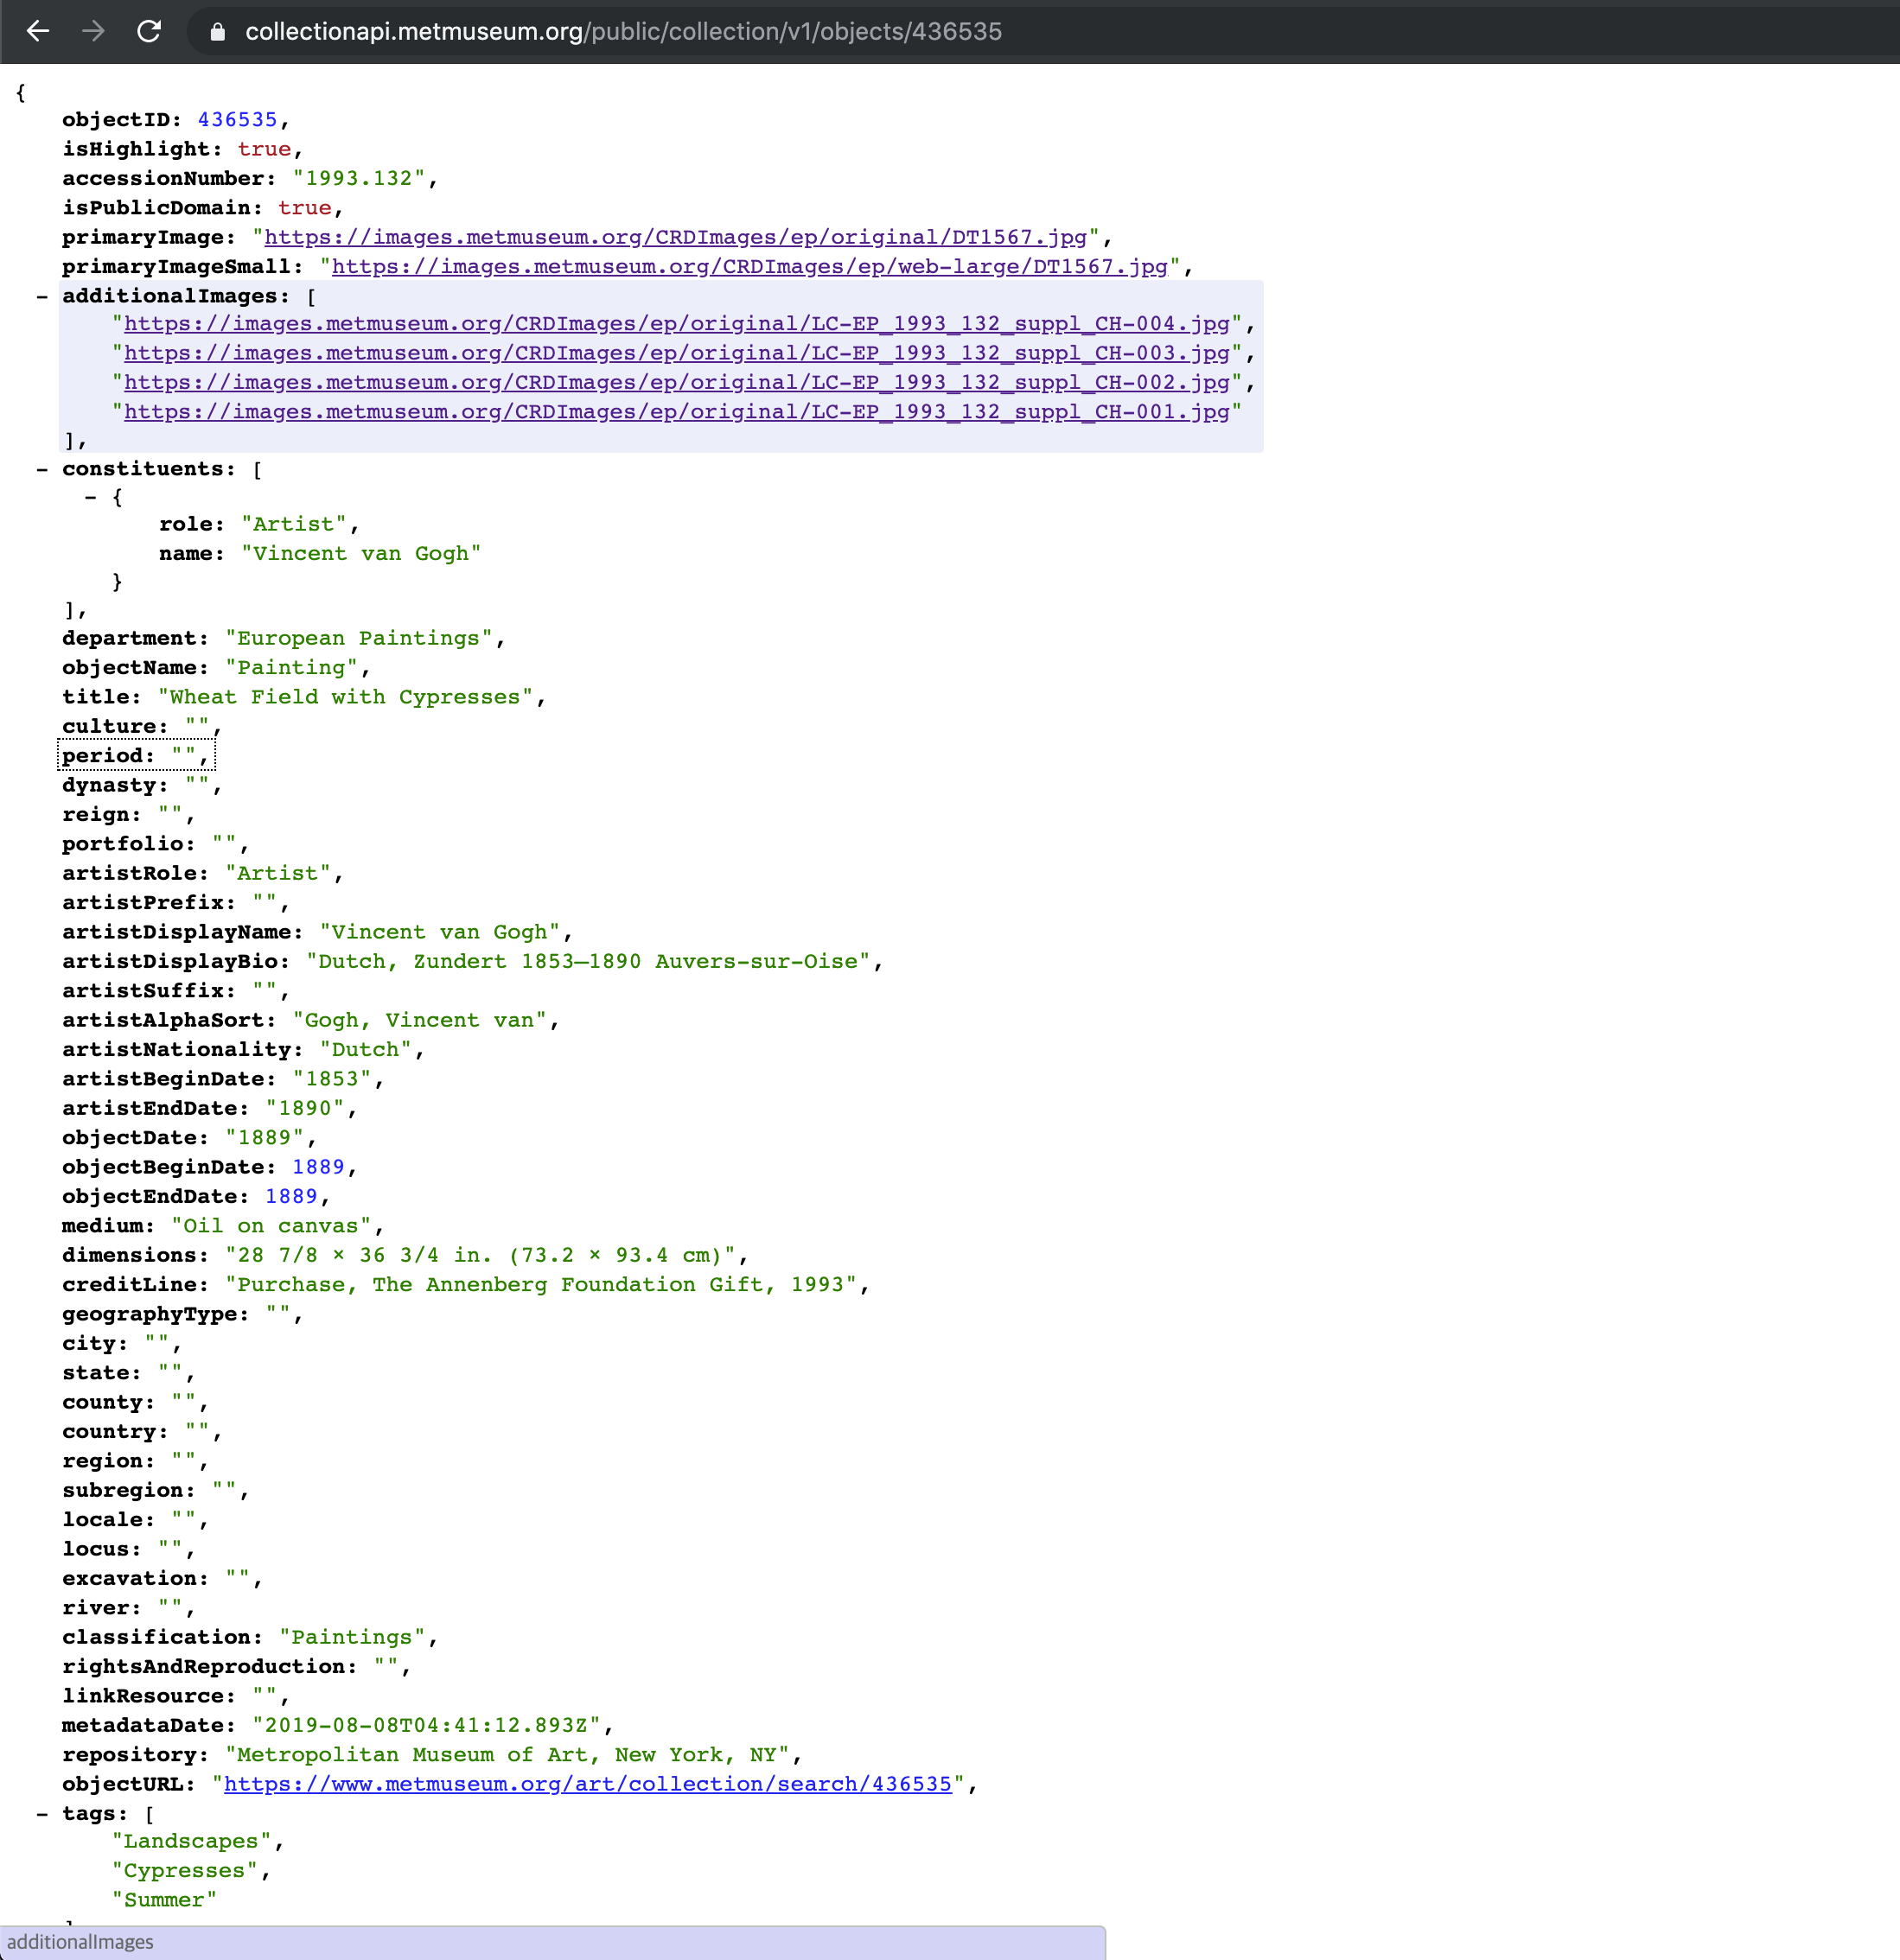 collectionapi.metmuseum.org/public/collection/v1/objects/436535
{
objectID: 436535,
isHighlight: true,
accessionNumber: "1993.132",
isPublicDomain: true,
primaryImage: "https://images.metmuseum.org/CRDImages/ep/original/DT1567.jpg",
primaryImageSmall: "https://images.metmuseum.org/CRDImages/ep/web-large/DT1567.jpg",
- additionalImages: [
"https://images.metmuseum.org/CRDImages/ep/original/LC-EP_1993_132_suppl_CH-004.jpg",
"https://images.metmuseum.org/CRDImages/ep/original/LC-EP_1993_132_suppl_CH-003.jpg",
"https://images.metmuseum.org/CRDImages/ep/original/LC-EP_1993_132_suppl_CH-002.jpg",
"https://images.metmuseum.org/CRDImages/ep/original/LC-EP_1993_132_suppl_CH-001.jpg"
],
- constituents: [
- {
role: "Artist",
name: "Vincent van Gogh"
}
],
department: "European Paintings",
objectName: "Painting",
title: "Wheat Field with Cypresses",
culture: "",
period: "",
dynasty: "",
reign: "",
portfolio: "",
artistRole: "Artist",
artistPrefix: "",
artistDisplayName: "Vincent van Gogh",
artistDisplayBio: "Dutch, Zundert 1853–1890 Auvers-sur-Oise",
artistSuffix: "",
artistAlphaSort: "Gogh, Vincent van",
artistNationality: "Dutch",
artistBeginDate: "1853",
artistEndDate: "1890",
objectDate: "1889",
objectBeginDate: 1889,
objectEndDate: 1889,
medium: "Oil on canvas",
dimensions: "28 7/8 × 36 3/4 in. (73.2 × 93.4 cm)",
creditLine: "Purchase, The Annenberg Foundation Gift, 1993",
geographyType: "",
city: "",
state: "",
county: "",
country: "",
region: "",
subregion: "",
locale: "",
locus: "",
excavation: "",
river: "",
classification: "Paintings",
rightsAndReproduction: "",
linkResource: "",
metadataDate: "2019-08-08T04:41:12.893Z",
repository: "Metropolitan Museum of Art, New York, NY",
objectURL: "https://www.metmuseum.org/art/collection/search/436535",
- tags: [
"Landscapes",
"Cypresses",
"Summer"
]
additionalImages